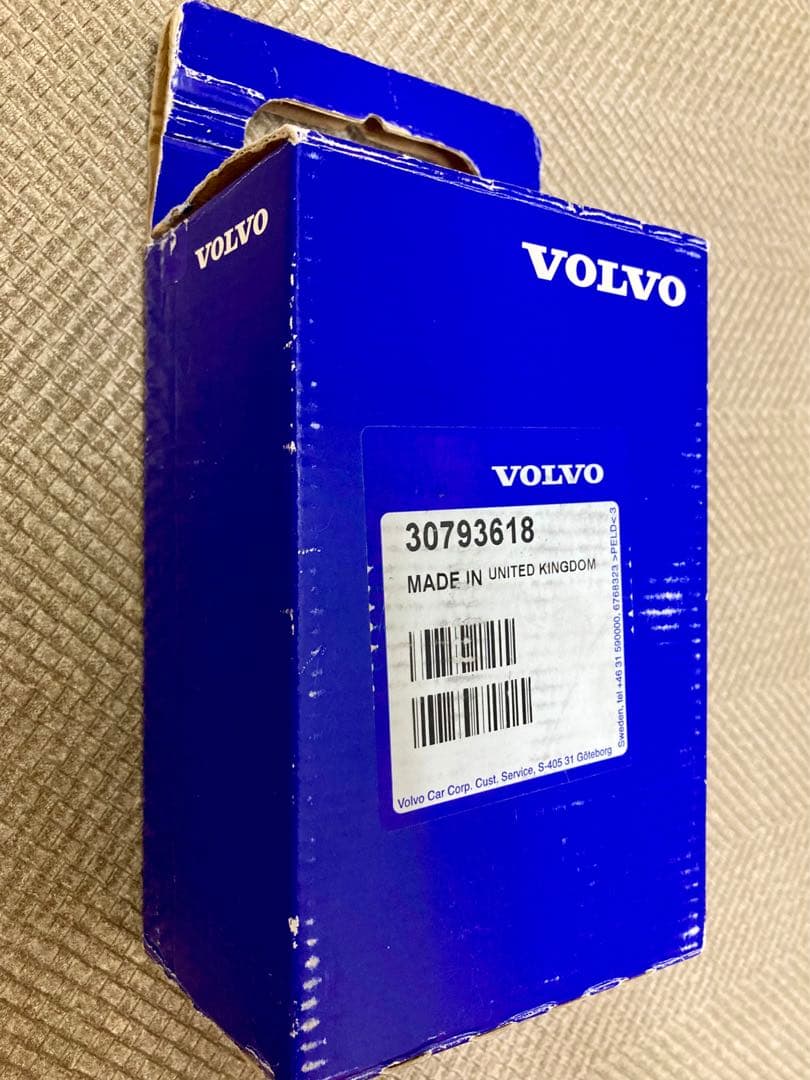 VOLVO
VOLVO
VOLVO
30793618
MADE IN UNITED KINGDOM
Volvo Car Corp. Cust. Service, S-405 31 Göteborg
Sweden, tel +46 31 590000, 6768323 >PELD<3